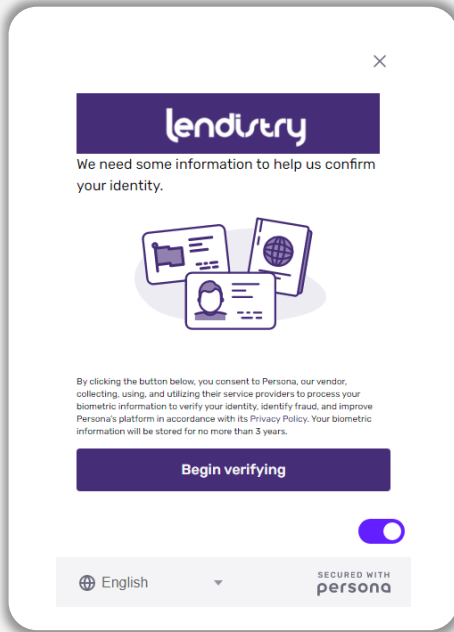 lendistry
We need some information to help us confirm
your identity.
By clicking the button below, you consent to Persona, our vendor,
collecting, using, and utilizing their service providers to process your
biometric information to verify your identity, identify fraud, and improve
Persona's platform in accordance with its Privacy Policy. Your biometric
information will be stored for no more than 3 years.
Begin verifying
English
SECURED WITH
persona